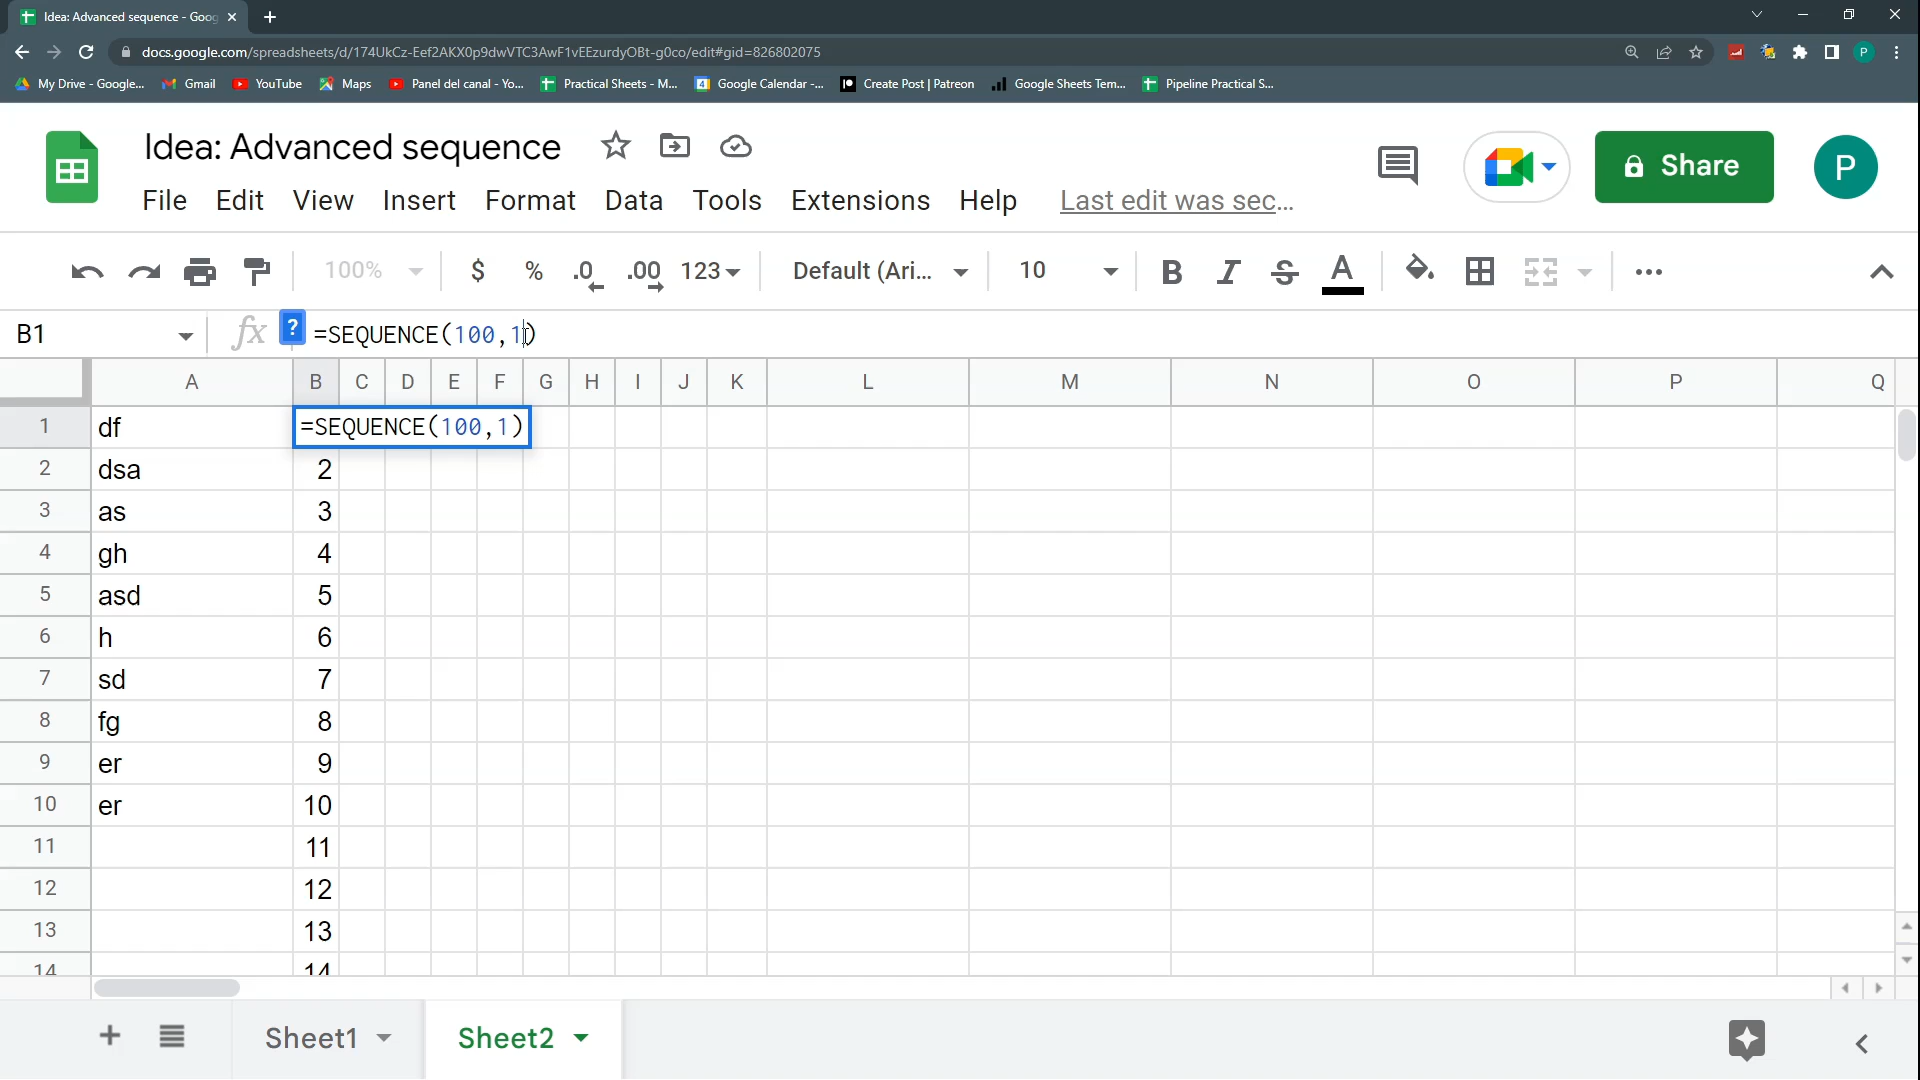 Idea: Advanced sequence - Goog
docs.google.com/spreadsheets/d/174UkCz-Eef2AKX0p9dwVTC3AwF1vEEzurdyOBt-g0co/edit#gid=826802075
P
My Drive - Google... Gmail YouTube Maps Panel del canal - Yo... Practical Sheets - M... Google Calendar -... Create Post | Patreon Google Sheets Tem... Pipeline Practical S...
Idea: Advanced sequence
Share P
File Edit View Insert Format Data Tools Extensions Help Last edit was sec...
100% $ % .0 .00 123 Default (Ari... 10 B I S A
B1 fx ? =SEQUENCE(100,1)
A B C D E F G H I J K L M N O P Q
1 df =SEQUENCE(100,1)
2 dsa 2
3 as 3
4 gh 4
5 asd 5
6 h 6
7 sd 7
8 fg 8
9 er 9
10 er 10
11 11
12 12
13 13
14 14
Sheet1 Sheet2